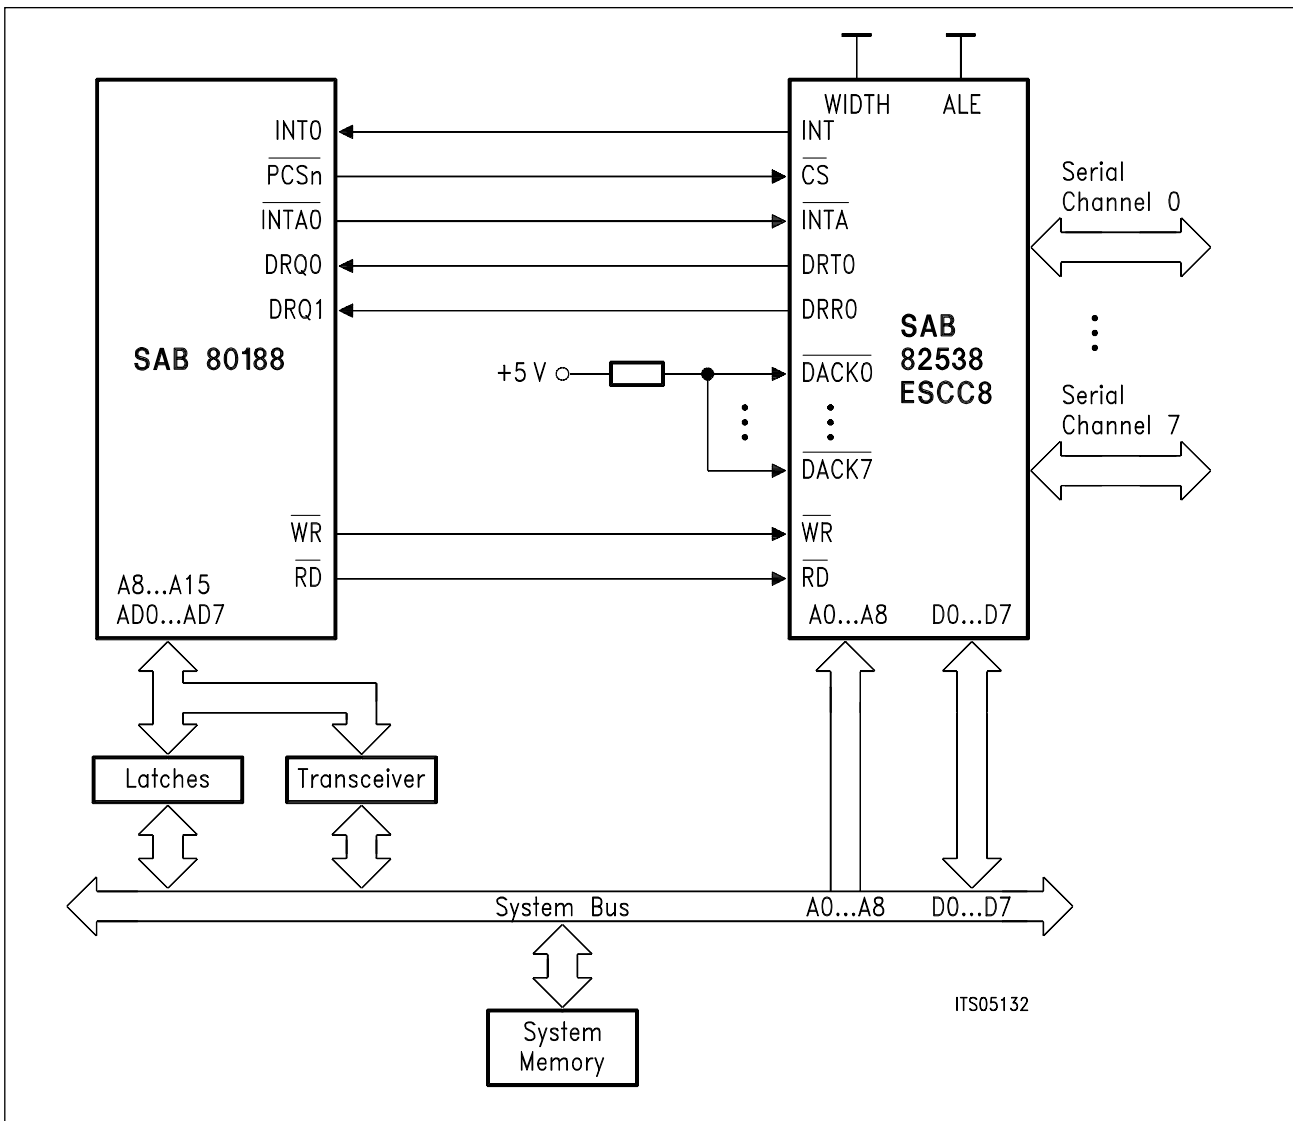 WIDTH ALE
INT0 INT
PCSn CS
INTA0 INTA
DRQ0 DRT0
DRQ1 DRR0
SAB 80188
SAB
82538
ESCC8
Serial
Channel 0
+5 V DACK0
Serial
Channel 7
DACK7
WR WR
RD RD
A8...A15
AD0...AD7
A0...A8 D0...D7
Latches
Transceiver
System Bus A0...A8 D0...D7
System
Memory
ITS05132